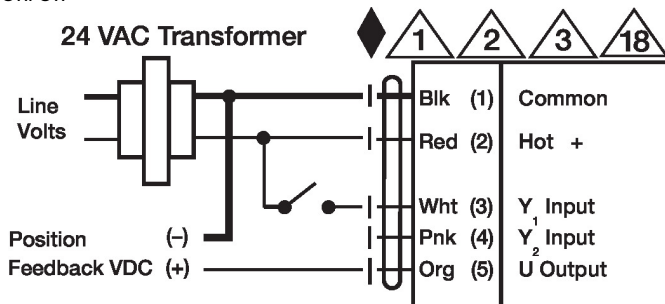 24 VAC Transformer
1 2 3 18
Line
Volts
Blk (1) Common
Red (2) Hot +
Wht (3) Y1 Input
Pnk (4) Y2 Input
Org (5) U Output
Position (–)
Feedback VDC (+)